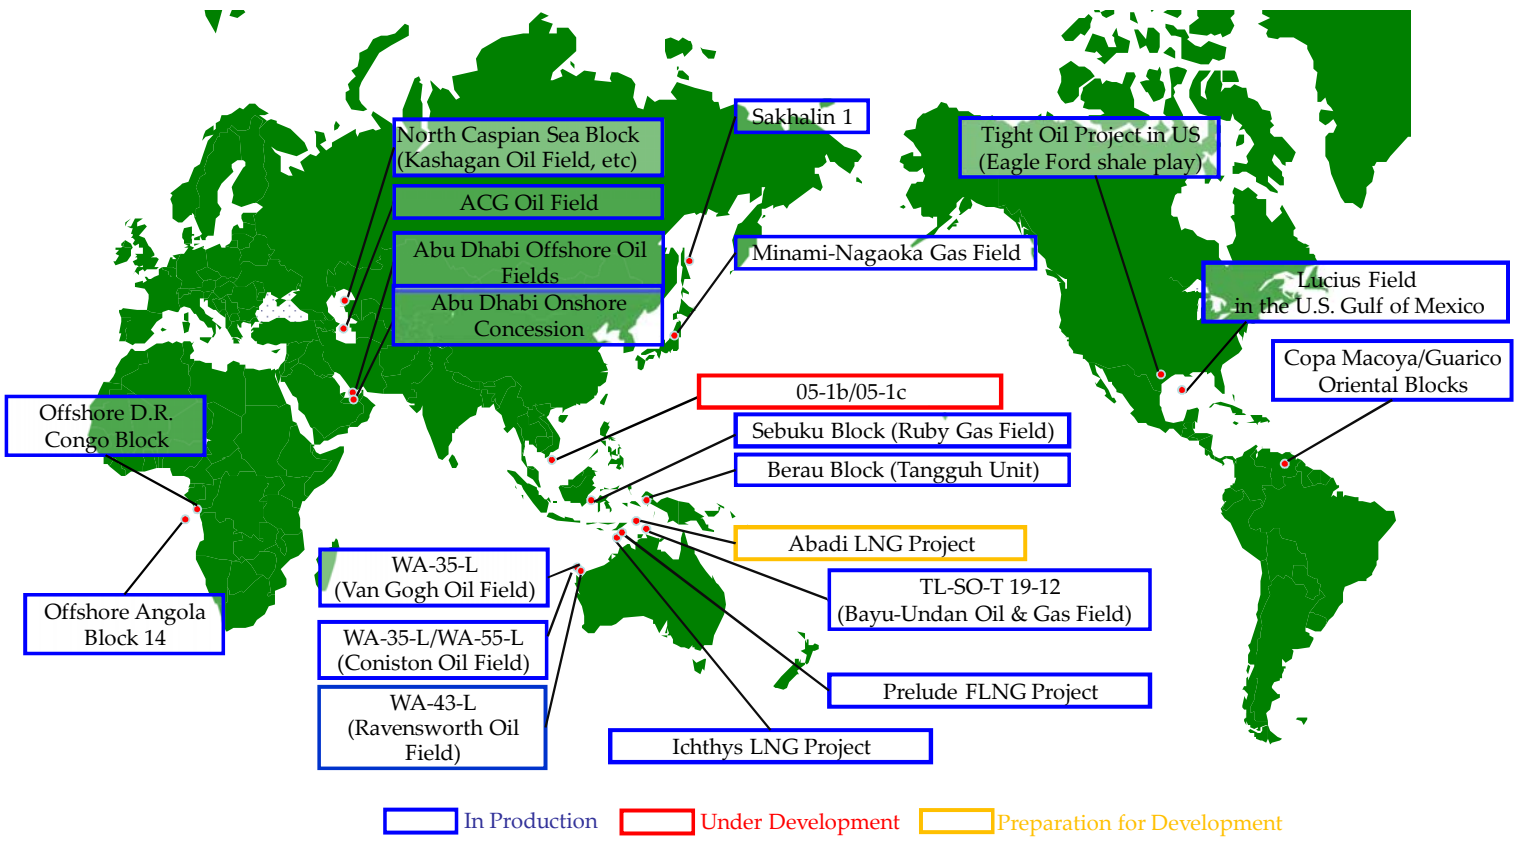 North Caspian Sea Block
(Kashagan Oil Field, etc)
ACG Oil Field
Abu Dhabi Offshore Oil
Fields
Abu Dhabi Onshore
Concession
Sakhalin 1
Minami-Nagaoka Gas Field
Tight Oil Project in US
(Eagle Ford shale play)
Lucius Field
in the U.S. Gulf of Mexico
Copa Macoya/Guarico
Oriental Blocks
Offshore D.R.
Congo Block
Offshore Angola
Block 14
05-1b/05-1c
Sebuku Block (Ruby Gas Field)
Berau Block (Tangguh Unit)
Abadi LNG Project
TL-SO-T 19-12
(Bayu-Undan Oil & Gas Field)
Prelude FLNG Project
Ichthys LNG Project
WA-35-L
(Van Gogh Oil Field)
WA-35-L/WA-55-L
(Coniston Oil Field)
WA-43-L
(Ravensworth Oil
Field)
In Production
Under Development
Preparation for Development